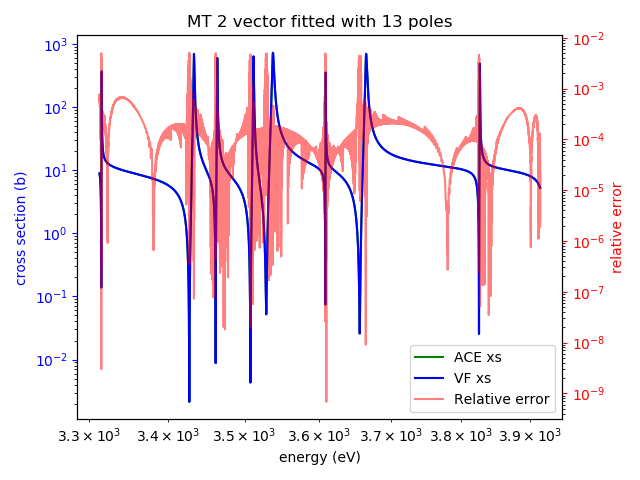 MT 2 vector fitted with 13 poles
10³
10²
10¹
10⁰
10⁻¹
10⁻²
cross section (b)
10⁻²
10⁻³
10⁻⁴
10⁻⁵
10⁻⁶
10⁻⁷
10⁻⁸
10⁻⁹
relative error
ACE xs
VF xs
Relative error
3.3 × 10³ 3.4 × 10³ 3.5 × 10³ 3.6 × 10³ 3.7 × 10³ 3.8 × 10³ 3.9 × 10³
energy (eV)